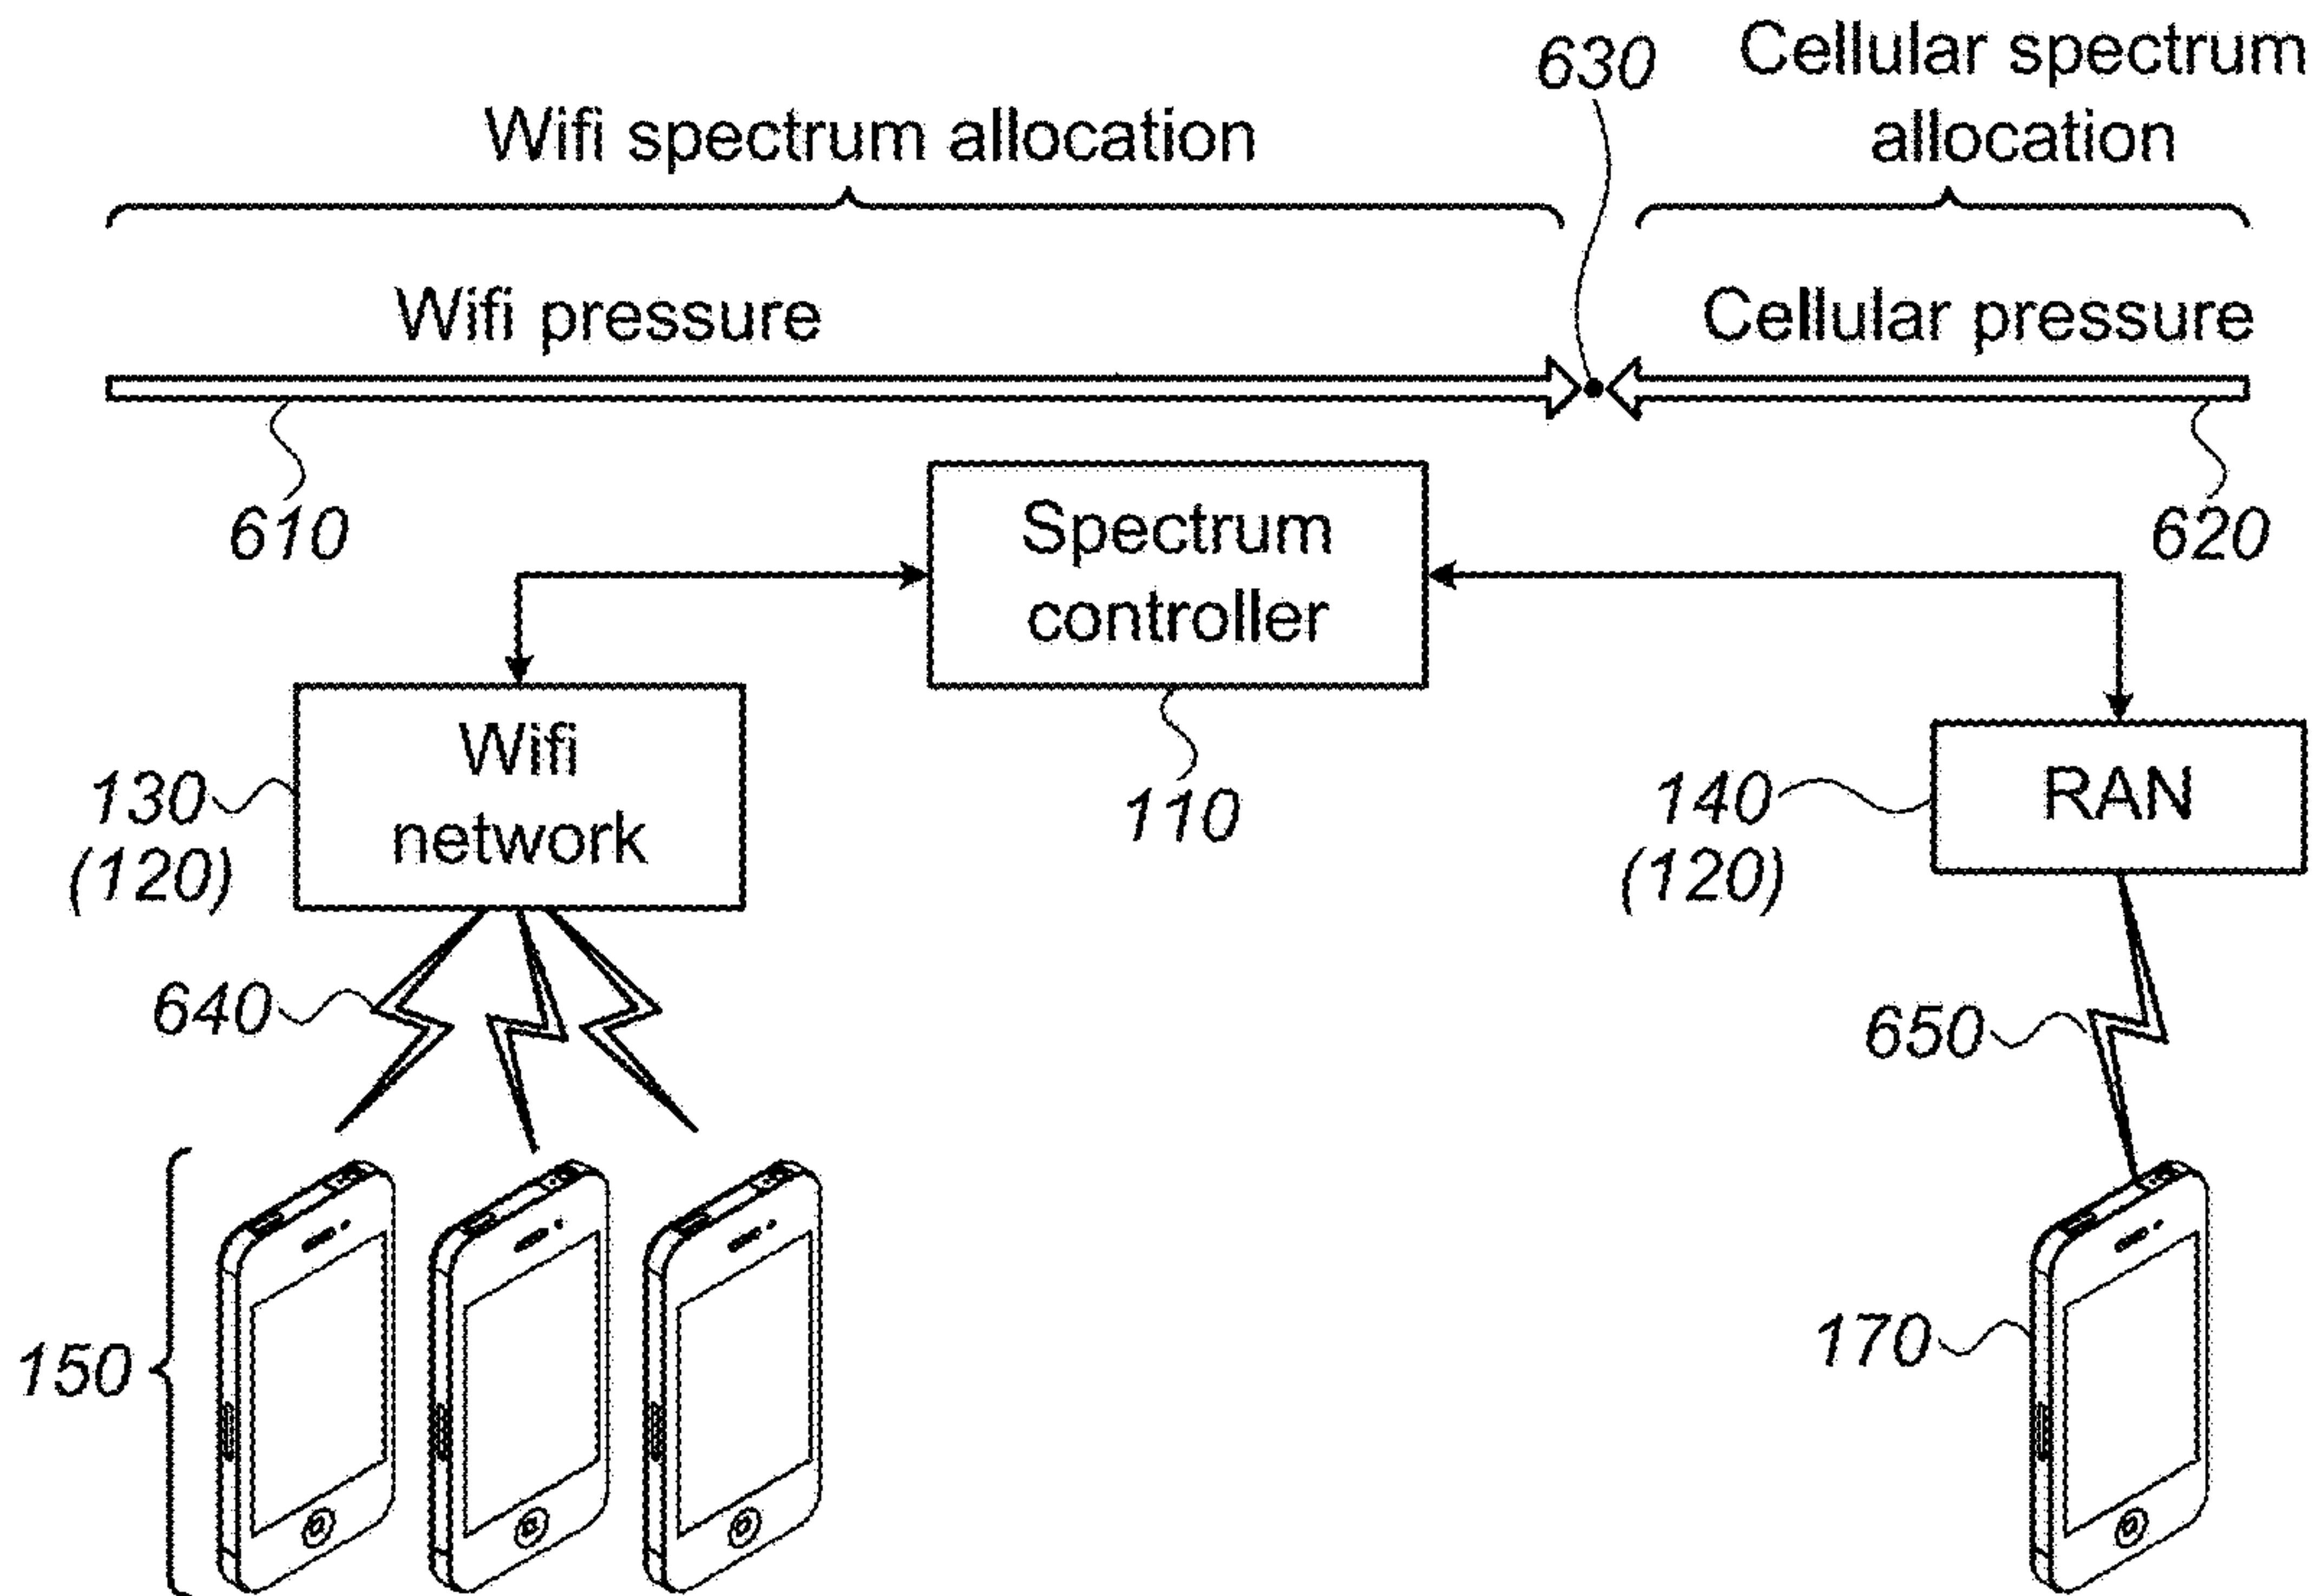 630
Cellular spectrum
allocation
Wifi spectrum allocation
Wifi pressure
Cellular pressure
610
620
Spectrum
controller
110
Wifi
network
130
(120)
RAN
140
(120)
640
650
150
170